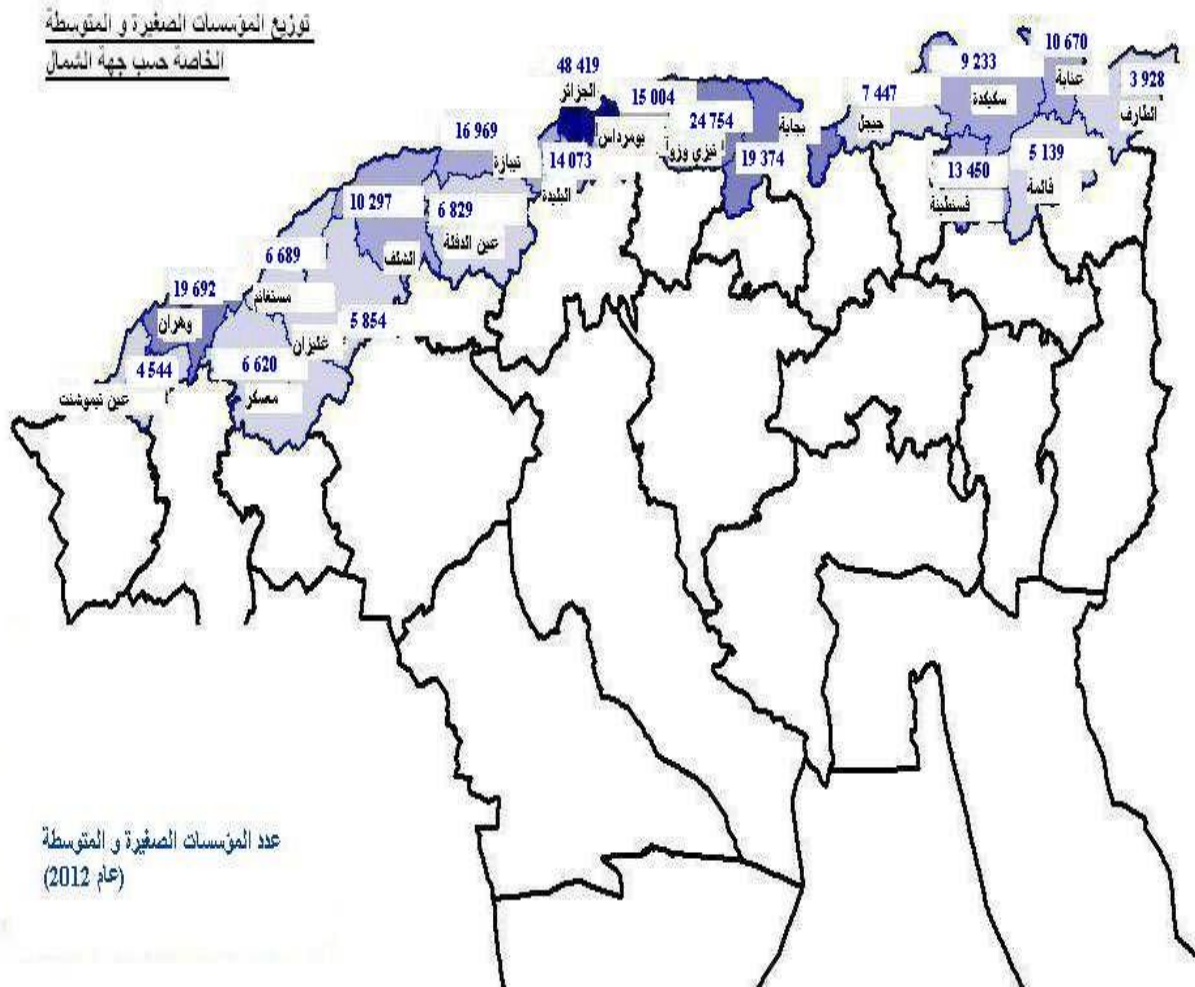 توزيع المؤسسات الصغيرة و المتوسطة
الخاصة حسب جهة الشمال
10 670
عنابة
9 233
سكيكدة
3 928
الطارف
48 419
الجزائر
15 004
بومرداس
7 447
جيجل
24 754
تيزي وزو
بجاية
19 374
16 969
تيبازة
14 073
البليدة
13 450
قسنطينة
5 139
قالمة
10 297
الشلف
6 829
عين الدفلة
6 689
مستغانم
19 692
وهران
5 854
غليزان
4 544
عين تيموشنت
6 620
معسكر
عدد المؤسسات الصغيرة و المتوسطة
(عام 2012)